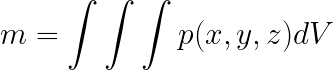 m = ∫ ∫ ∫ p(x, y, z)dV